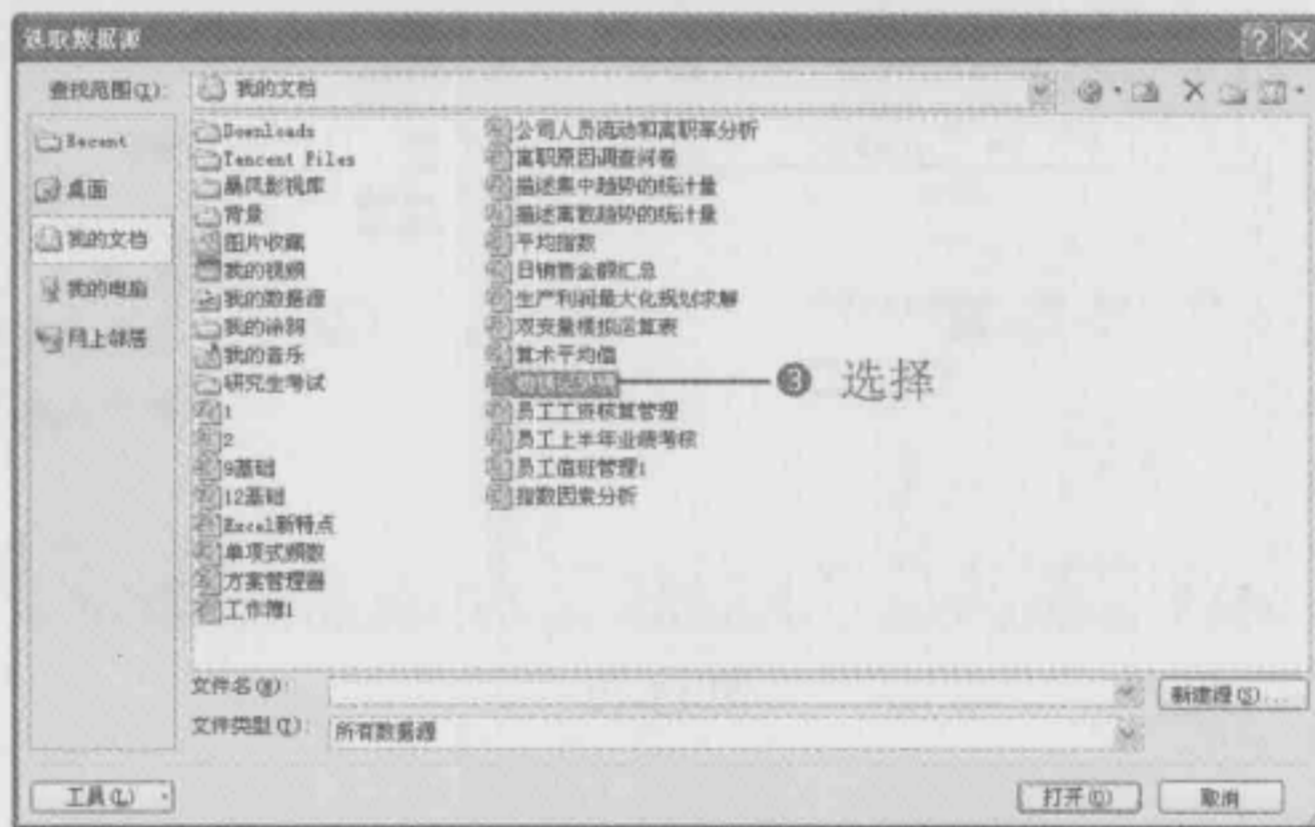 选取数据源
查找范围(I):
我的文档
Recent
桌面
我的文档
我的电脑
网上邻居
Downloads
Tencent Files
暴风影视库
背景
图片收藏
我的视频
我的数据源
我的涂鸦
我的音乐
研究生考试
1
2
9基础
12基础
Excel新特点
单项式频数
方案管理器
工作簿1
公司人员流动和离职率分析
离职原因调查问卷
描述集中趋势的统计量
描述离散趋势的统计量
平均指数
日销售金额汇总
生产利润最大化规划求解
双变量模拟运算表
算术平均值
员工工资核算管理
员工上半年业绩考核
员工值班管理1
指数因素分析
❸ 选择
文件名(N):
新建源(S)...
文件类型(T):
所有数据源
工具(L)
打开(O)
取消